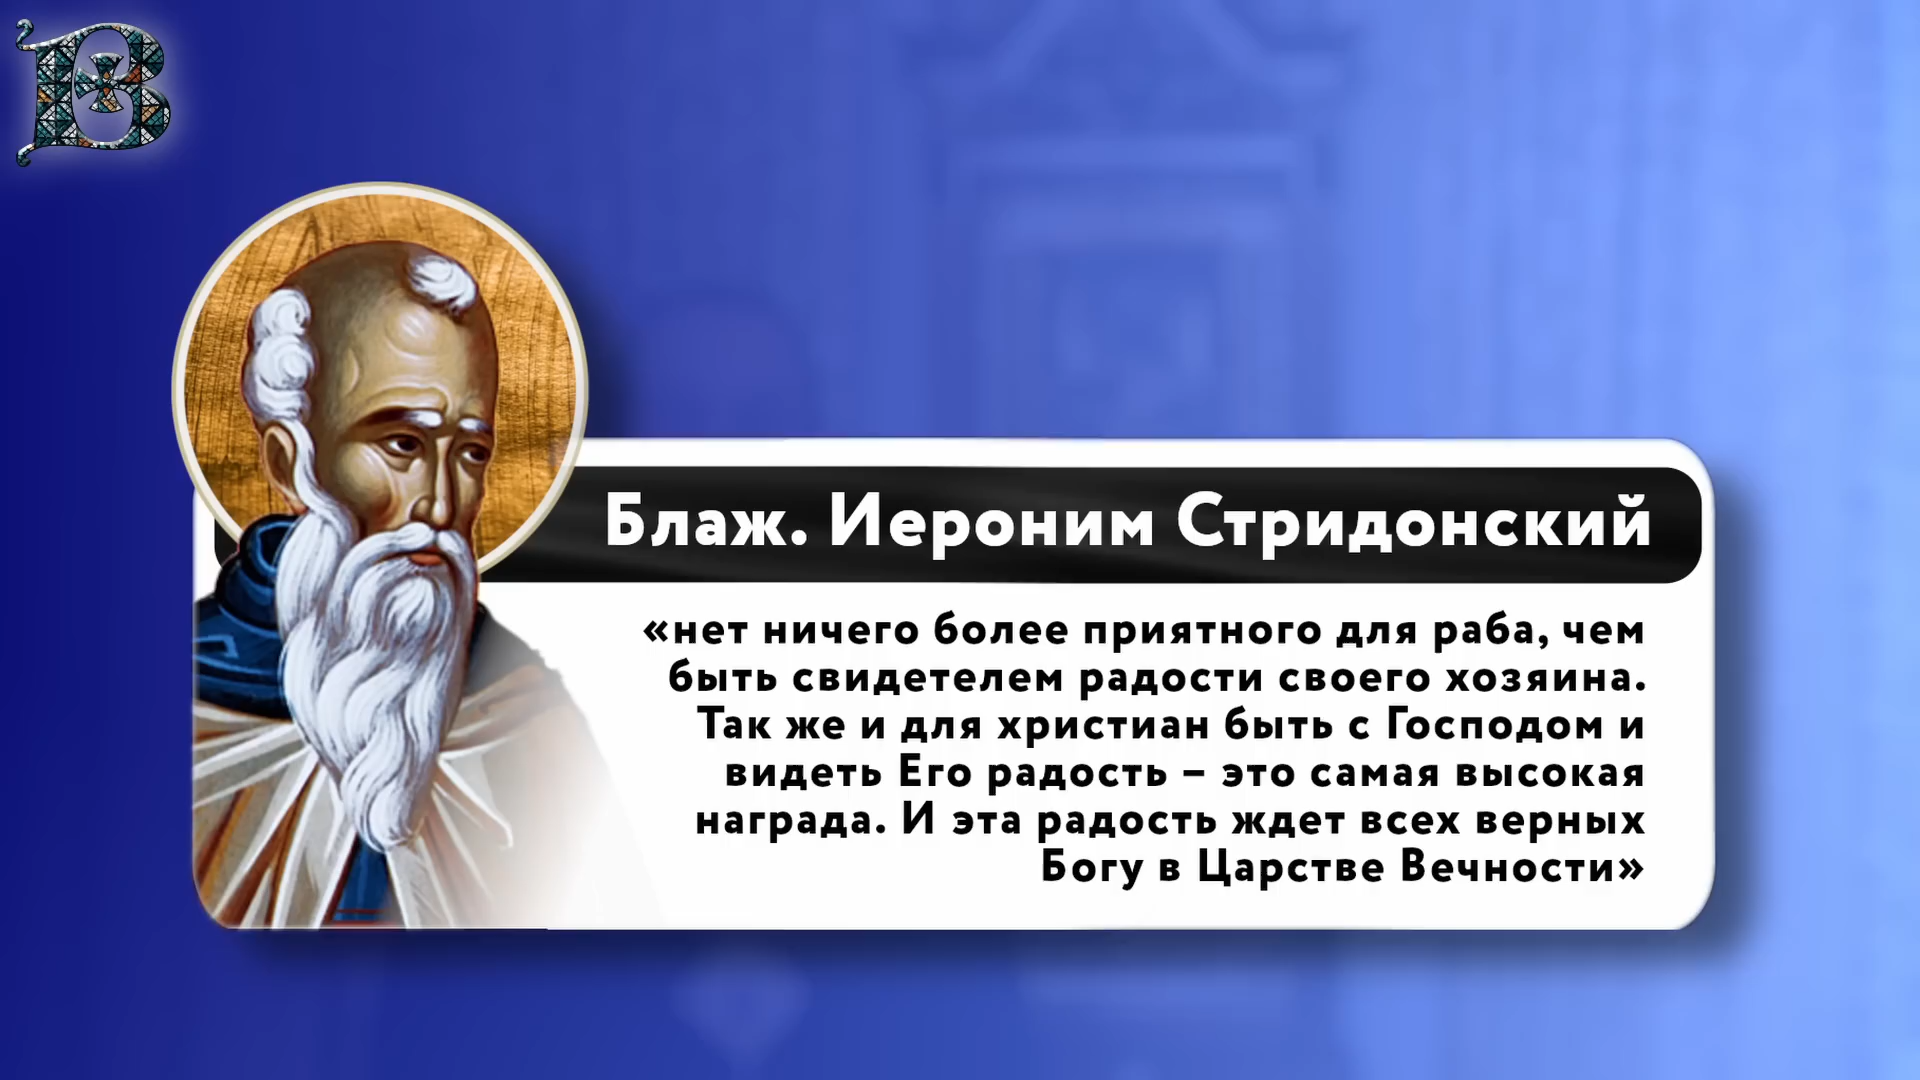 В
Блаж. Иероним Стридонский
«нет ничего более приятного для раба, чем
быть свидетелем радости своего хозяина.
Так же и для христиан быть с Господом и
видеть Его радость – это самая высокая
награда. И эта радость ждет всех верных
Богу в Царстве Вечности»